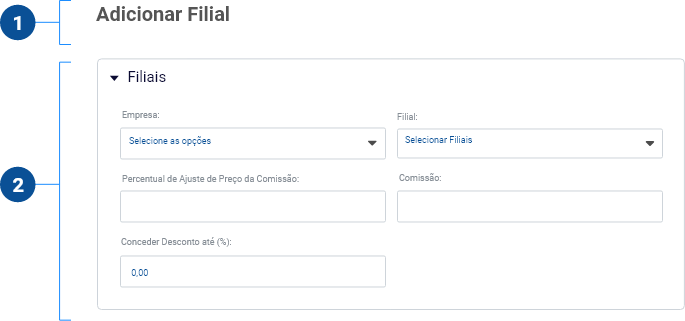 1
Adicionar Filial
2
Filiais
Empresa:
Filial:
Selecione as opções
Selecionar Filiais
Percentual de Ajuste de Preço da Comissão:
Comissão:
Conceder Desconto até (%):
0,00